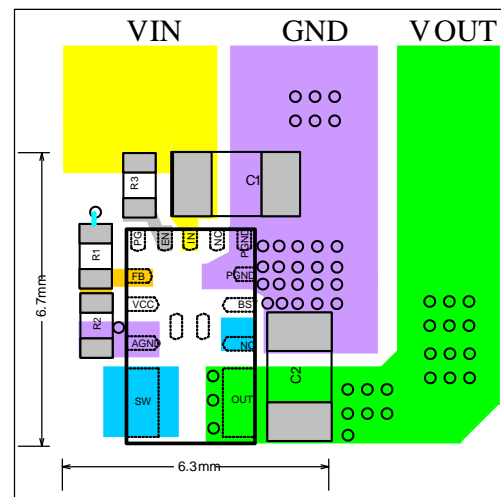 VIN GND VOUT
R3
C1
PG EN IN NC PGND
R1
FB PGND
6.7mm
VCC BST
R2
AGND NC
C2
SW OUT
6.3mm